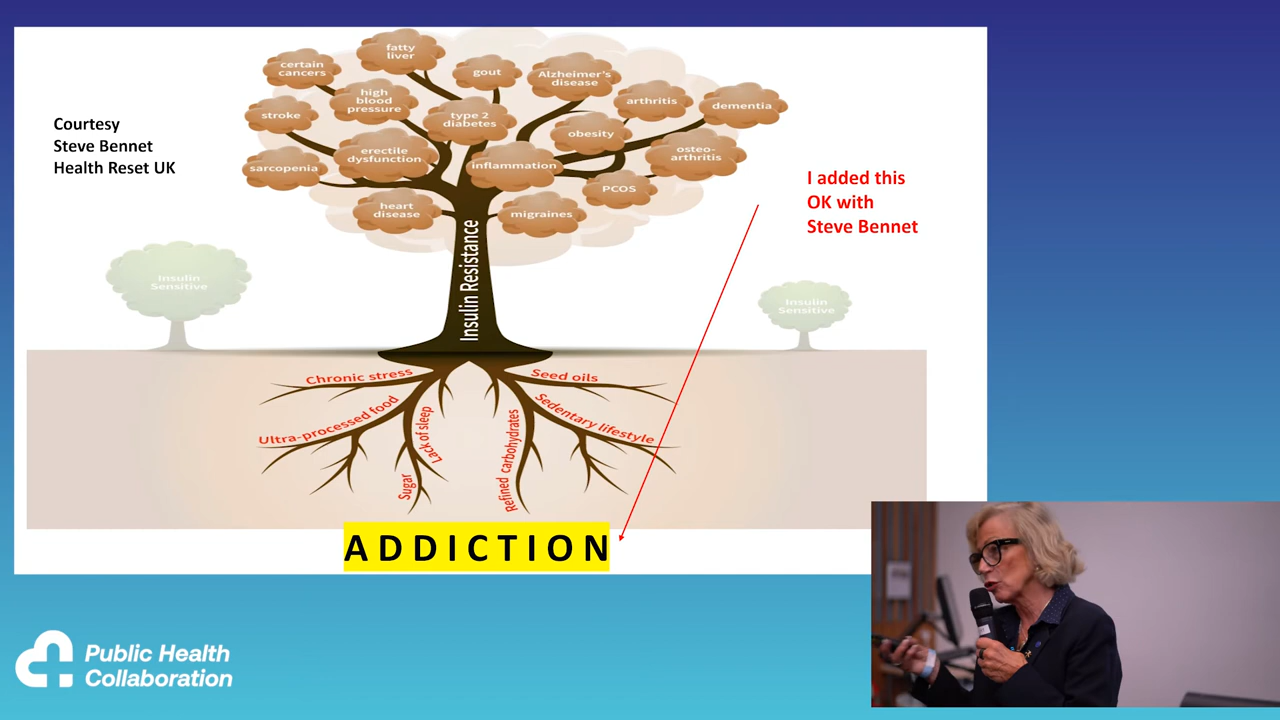 Courtesy
Steve Bennet
Health Reset UK
fatty
liver
certain
cancers
gout
Alzheimer's
disease
high
blood
pressure
arthritis
dementia
stroke
type 2
diabetes
obesity
erectile
dysfunction
osteo-
arthritis
sarcopenia
inflammation
PCOS
heart
disease
migraines
I added this
OK with
Steve Bennet
Insulin Resistance
Insulin
Sensitive
Insulin
Sensitive
Chronic stress
Seed oils
Ultra-processed food
Lack of sleep
Sugar
Refined carbohydrates
Sedentary lifestyle
ADDICTION
Public Health
Collaboration